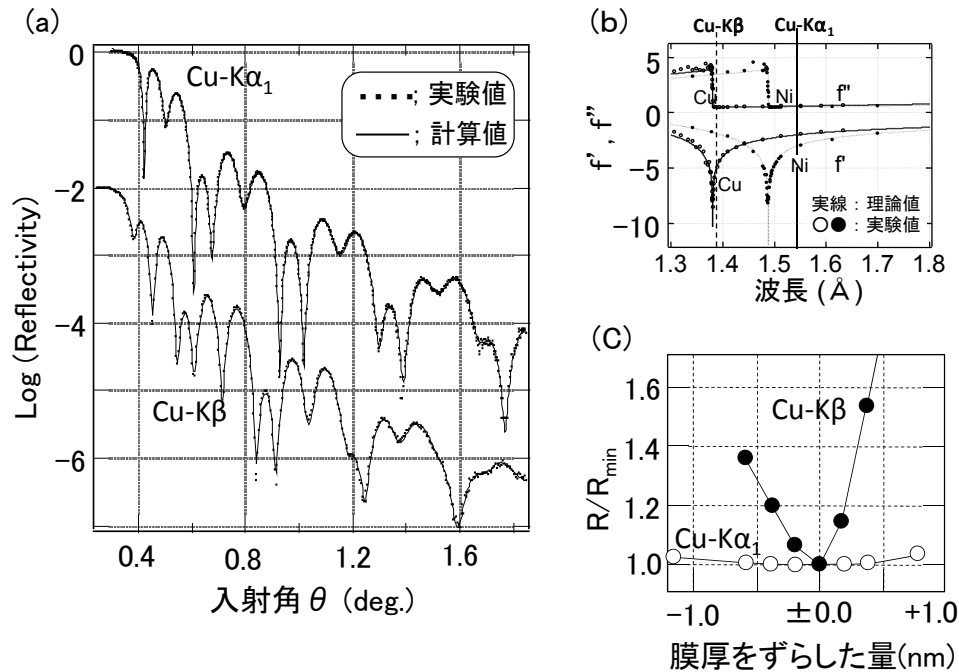 (a)
Log (Reflectivity)
0
-2
-4
-6
0.4 0.8 1.2 1.6
入射角θ (deg.)
Cu-Kα1
Cu-Kβ
; 実験値
; 計算値
(b)
Cu-Kβ Cu-Kα1
f', f"
5
0
-5
-10
Cu Ni f"
Cu Ni f'
実線：理論値
○●：実験値
1.3 1.4 1.5 1.6 1.7 1.8
波長 (Å)
(C)
R/Rmin
1.6
1.4
1.2
1.0
Cu-Kβ
Cu-Kα1
-1.0 ±0.0 +1.0
膜厚をずらした量(nm)